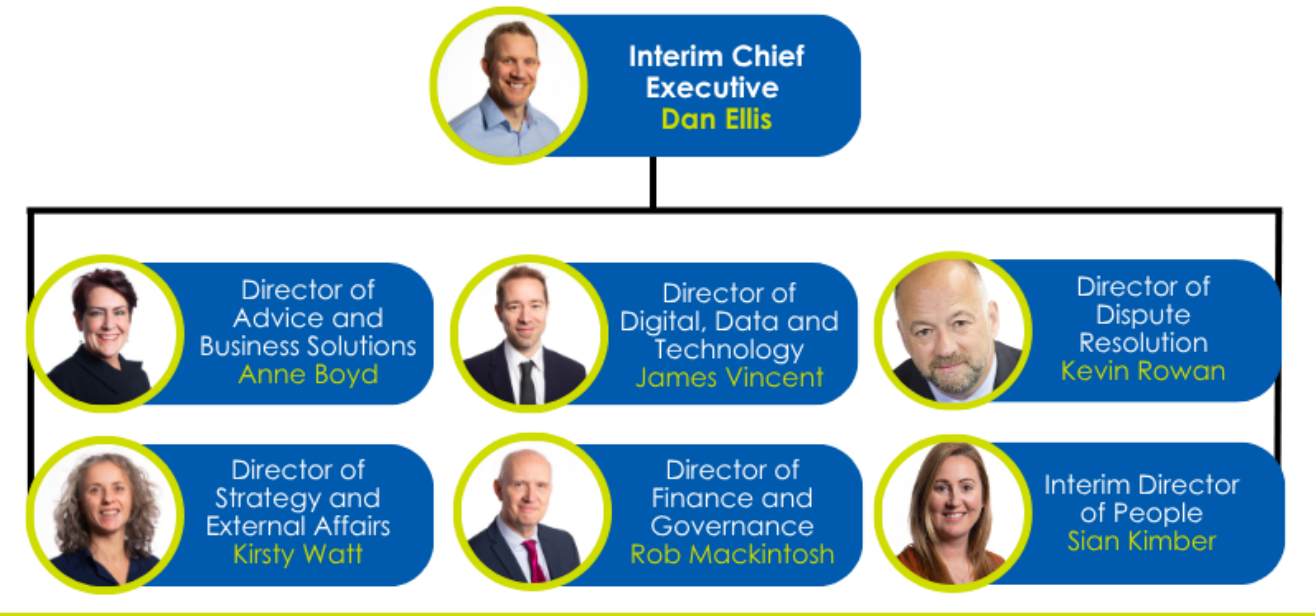 Interim Chief
Executive
Dan Ellis
Director of
Advice and
Business Solutions
Anne Boyd
Director of
Digital, Data and
Technology
James Vincent
Director of
Dispute
Resolution
Kevin Rowan
Director of
Strategy and
External Affairs
Kirsty Watt
Director of
Finance and
Governance
Rob Mackintosh
Interim Director
of People
Sian Kimber